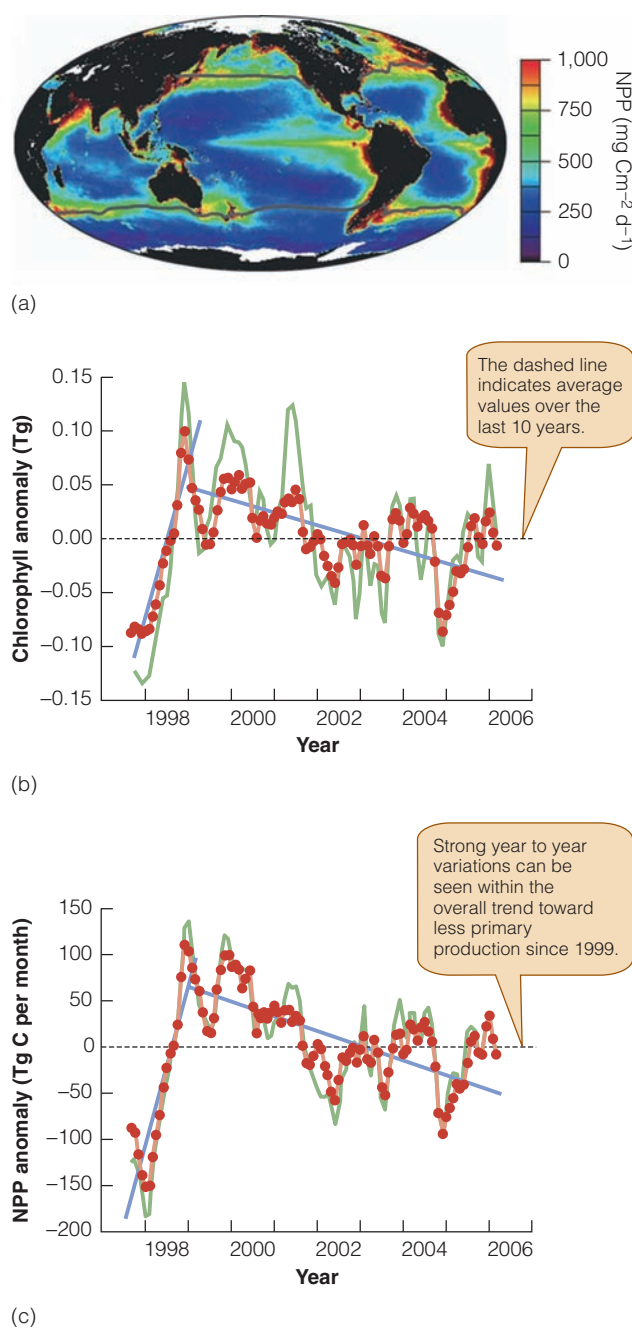 1,000
750
500
250
0
NPP (mg Cm⁻² d⁻¹)
(a)
The dashed line
indicates average
values over the
last 10 years.
0.15
0.10
0.05
0.00
−0.05
−0.10
−0.15
Chlorophyll anomaly (Tg)
1998 2000 2002 2004 2006
Year
(b)
Strong year to year
variations can be
seen within the
overall trend toward
less primary
production since 1999.
150
100
50
0
−50
−100
−150
−200
NPP anomaly (Tg C per month)
1998 2000 2002 2004 2006
Year
(c)